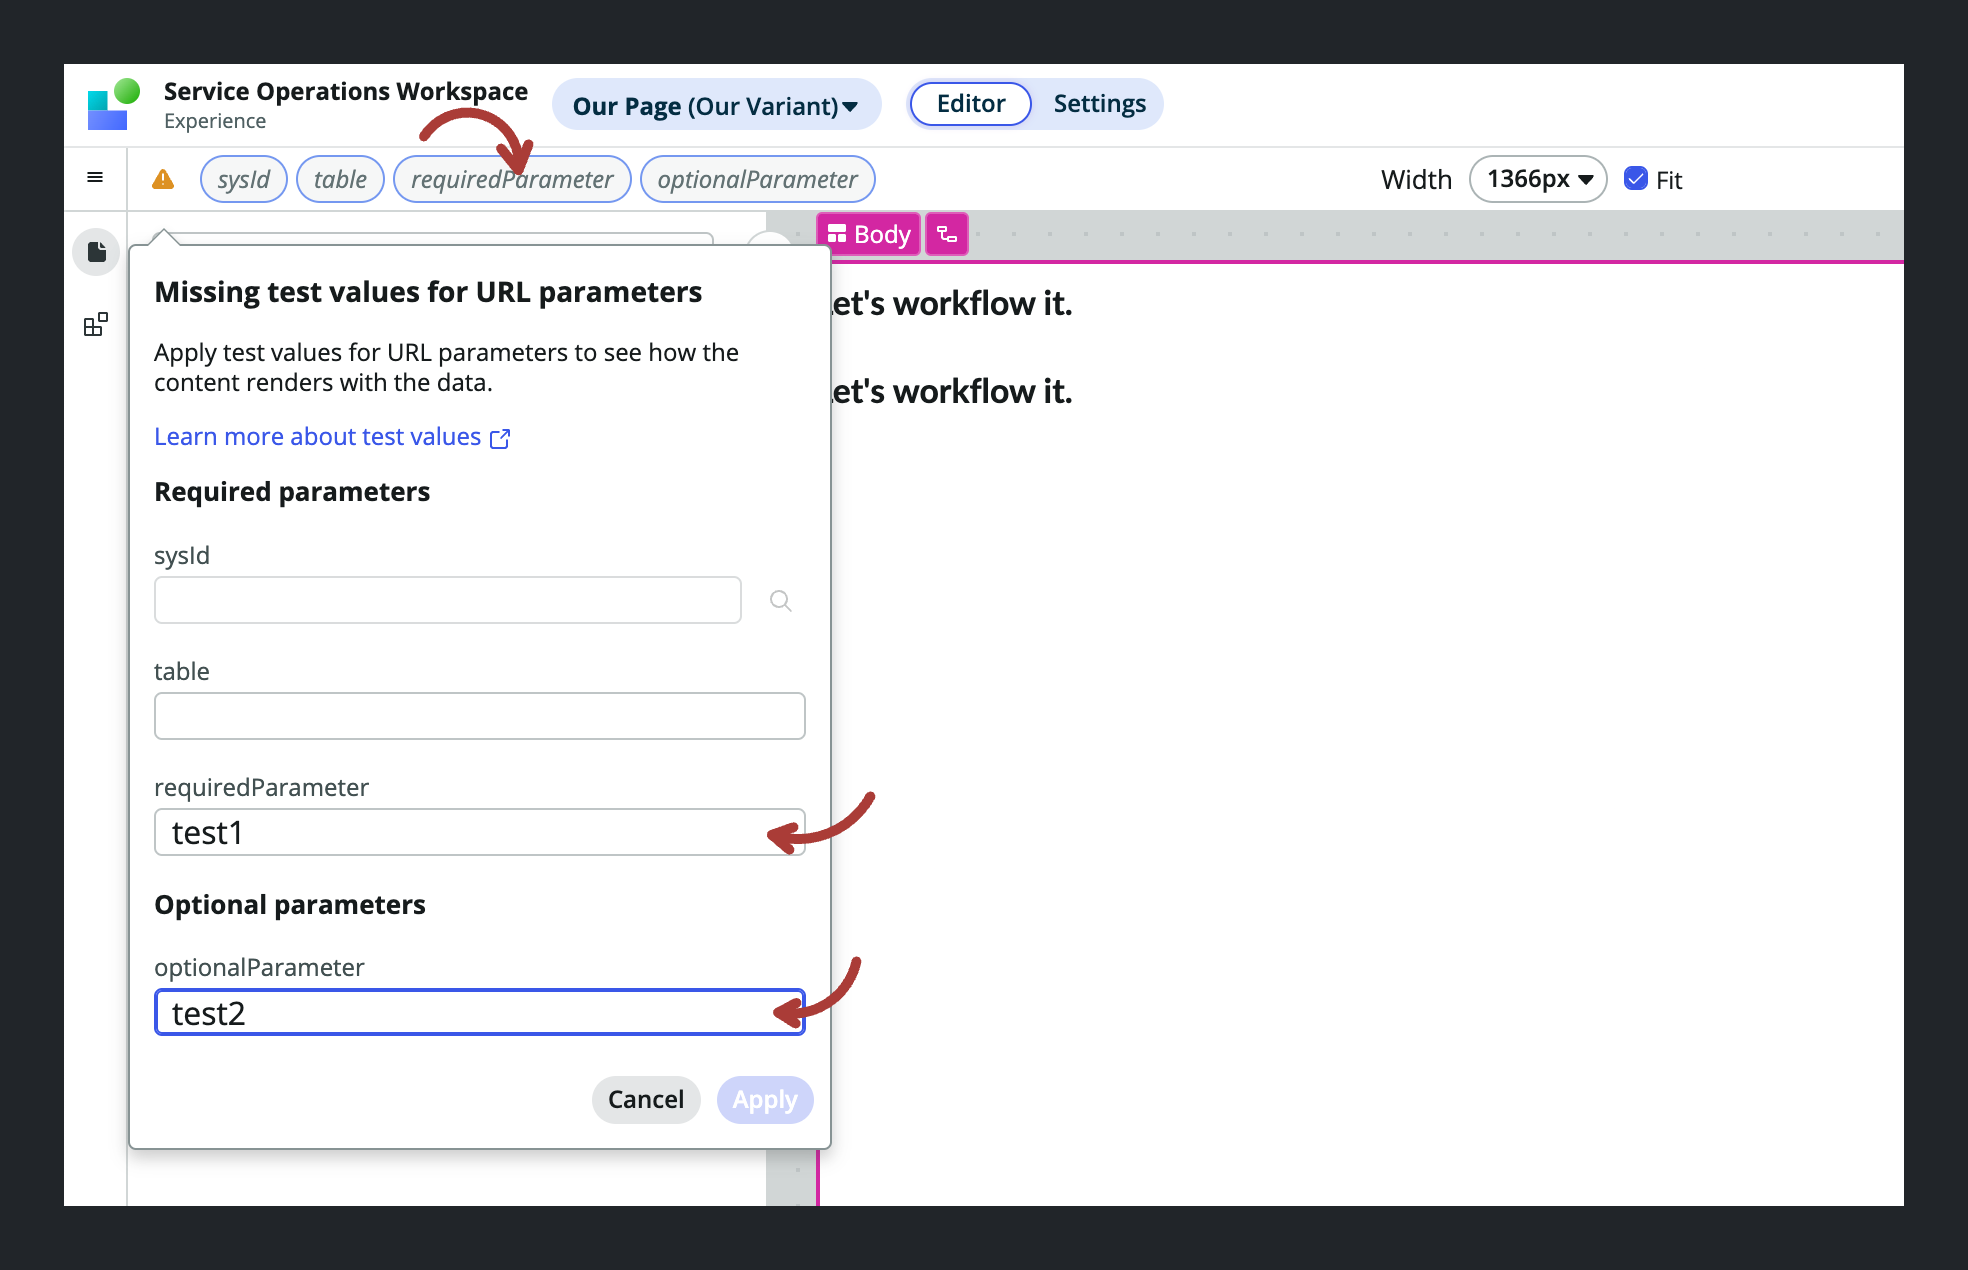 Service Operations Workspace
Experience
Our Page (Our Variant)
Editor
Settings
sysId
table
requiredParameter
optionalParameter
Width
1366px
Fit
Body
Missing test values for URL parameters
Apply test values for URL parameters to see how the
content renders with the data.
Learn more about test values
Required parameters
sysId
table
requiredParameter
test1
Optional parameters
optionalParameter
test2
Cancel
Apply
et's workflow it.
et's workflow it.